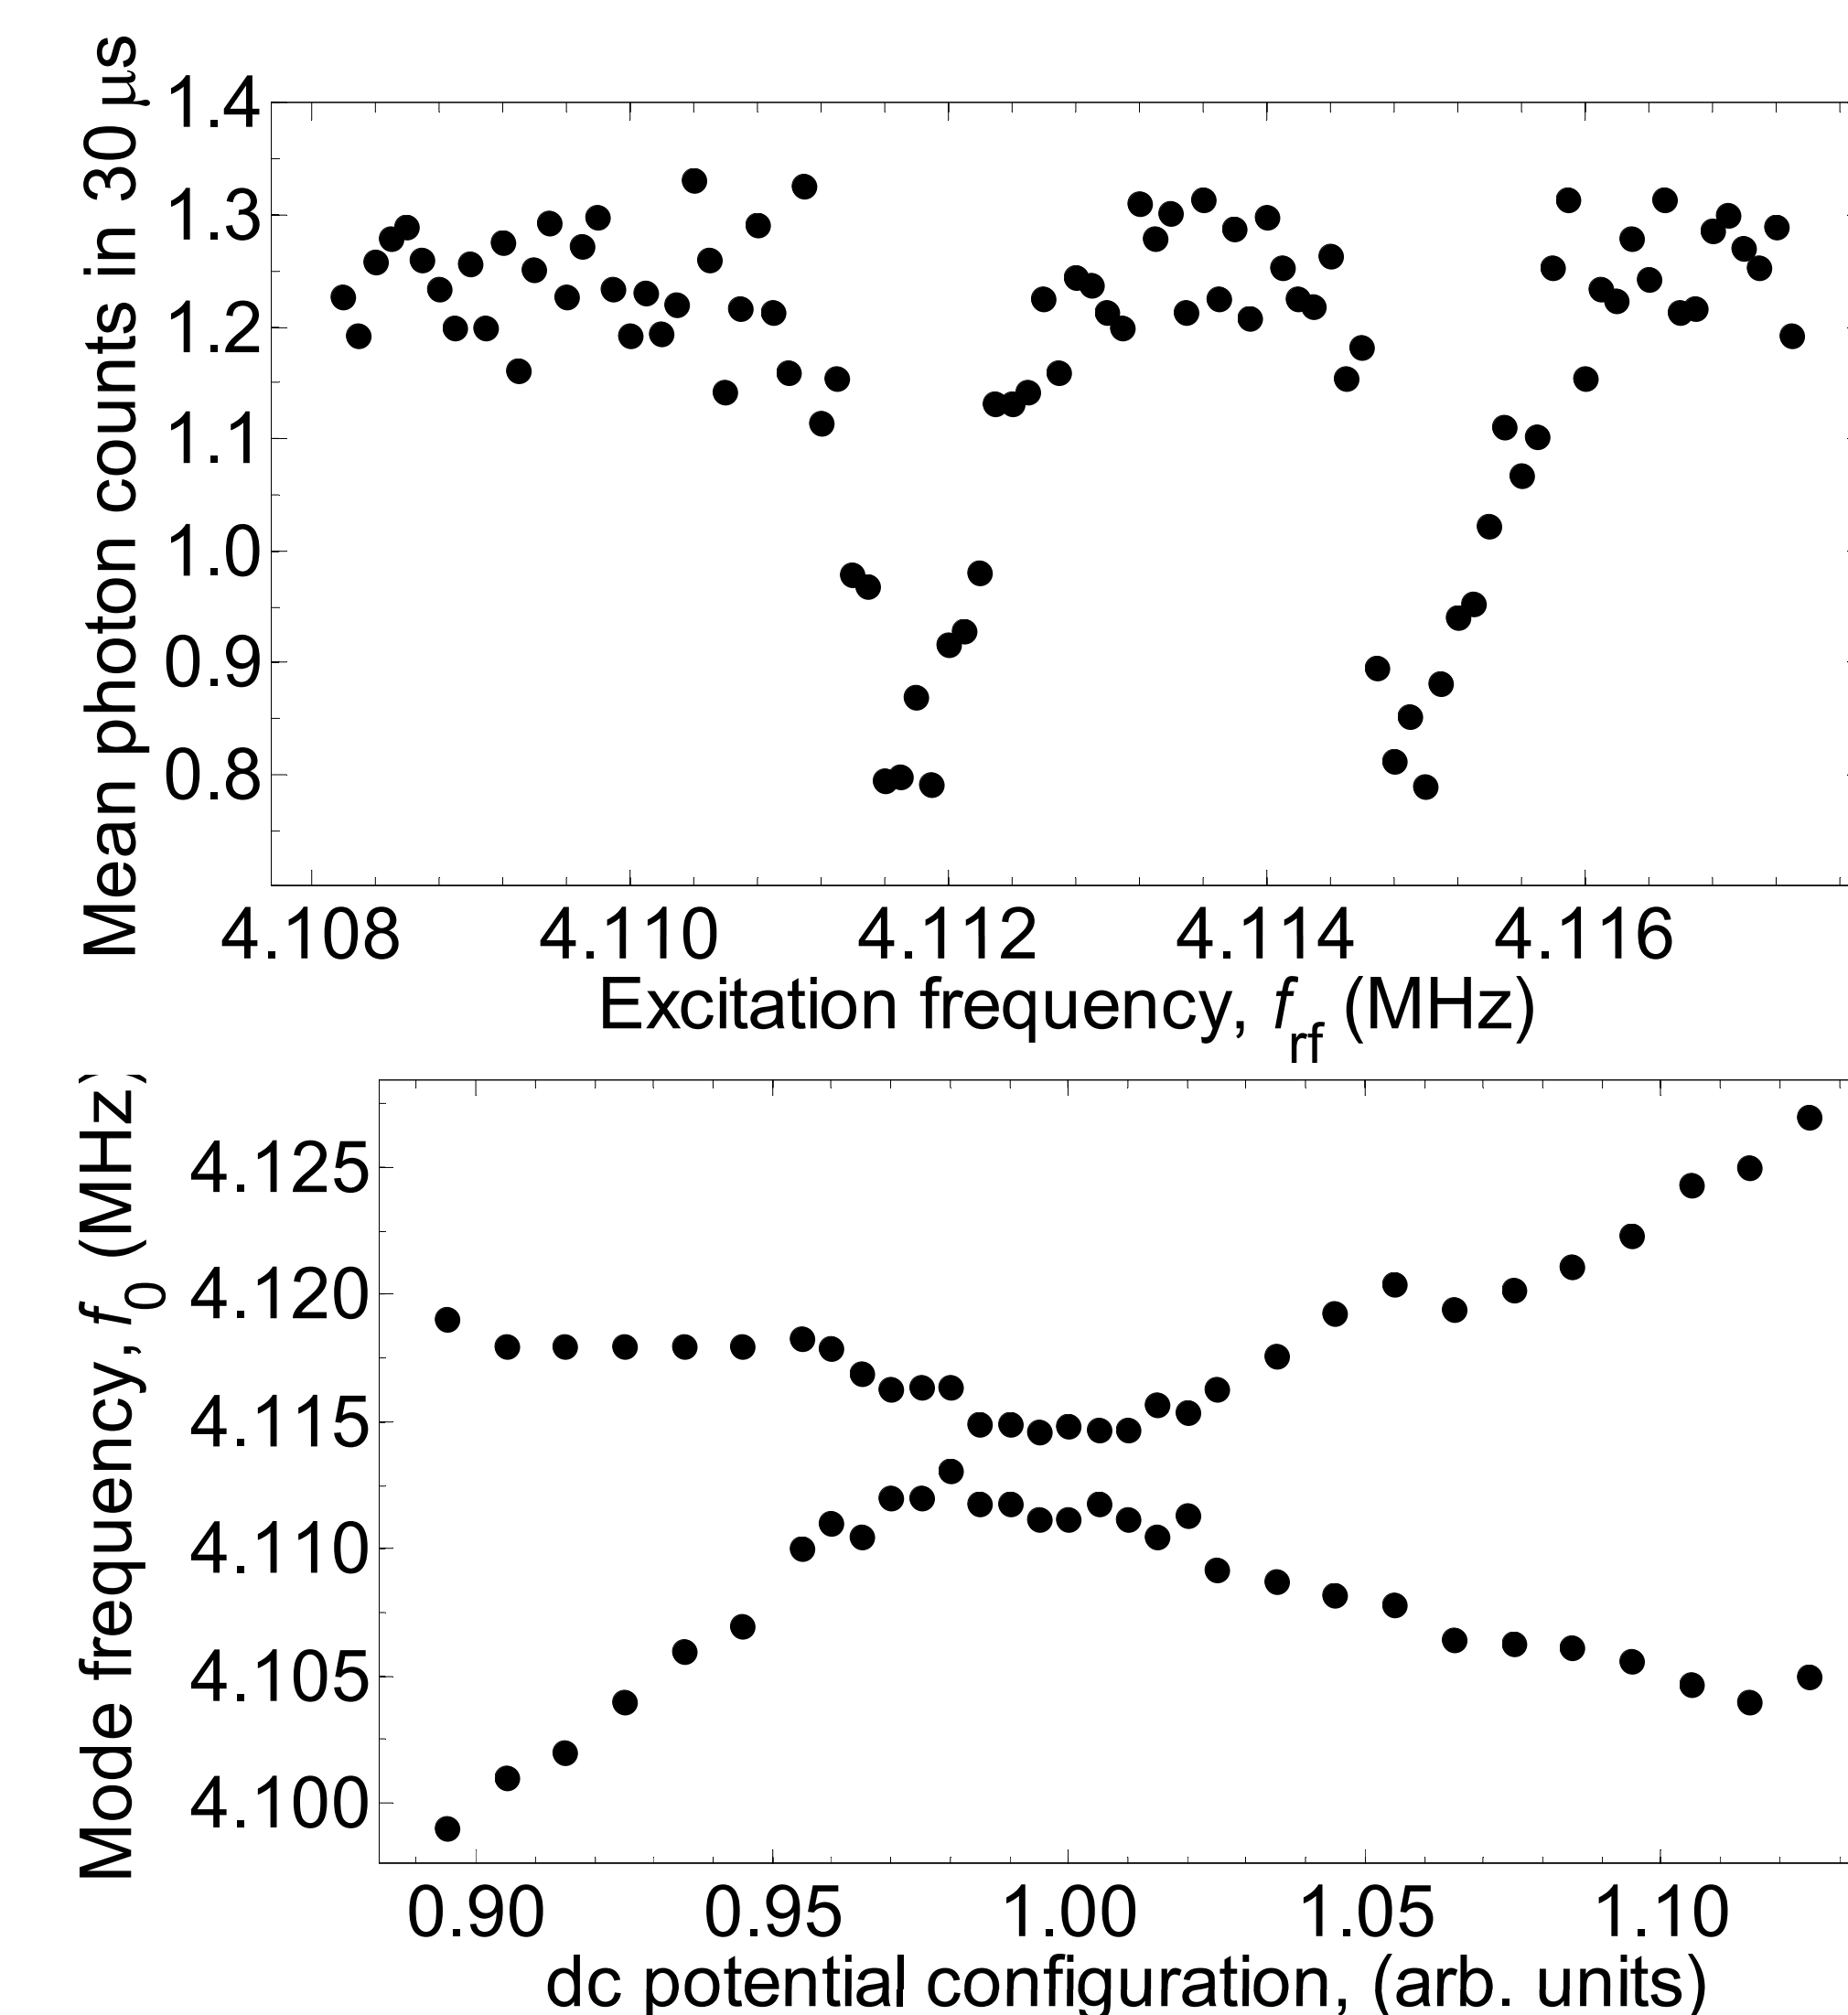 Mean photon counts in 30 μs
1.4
1.3
1.2
1.1
1.0
0.9
0.8
4.108 4.110 4.112 4.114 4.116
Excitation frequency, f rf (MHz)
Mode frequency, f 0 (MHz)
4.125
4.120
4.115
4.110
4.105
4.100
0.90 0.95 1.00 1.05 1.10
dc potential configuration, (arb. units)